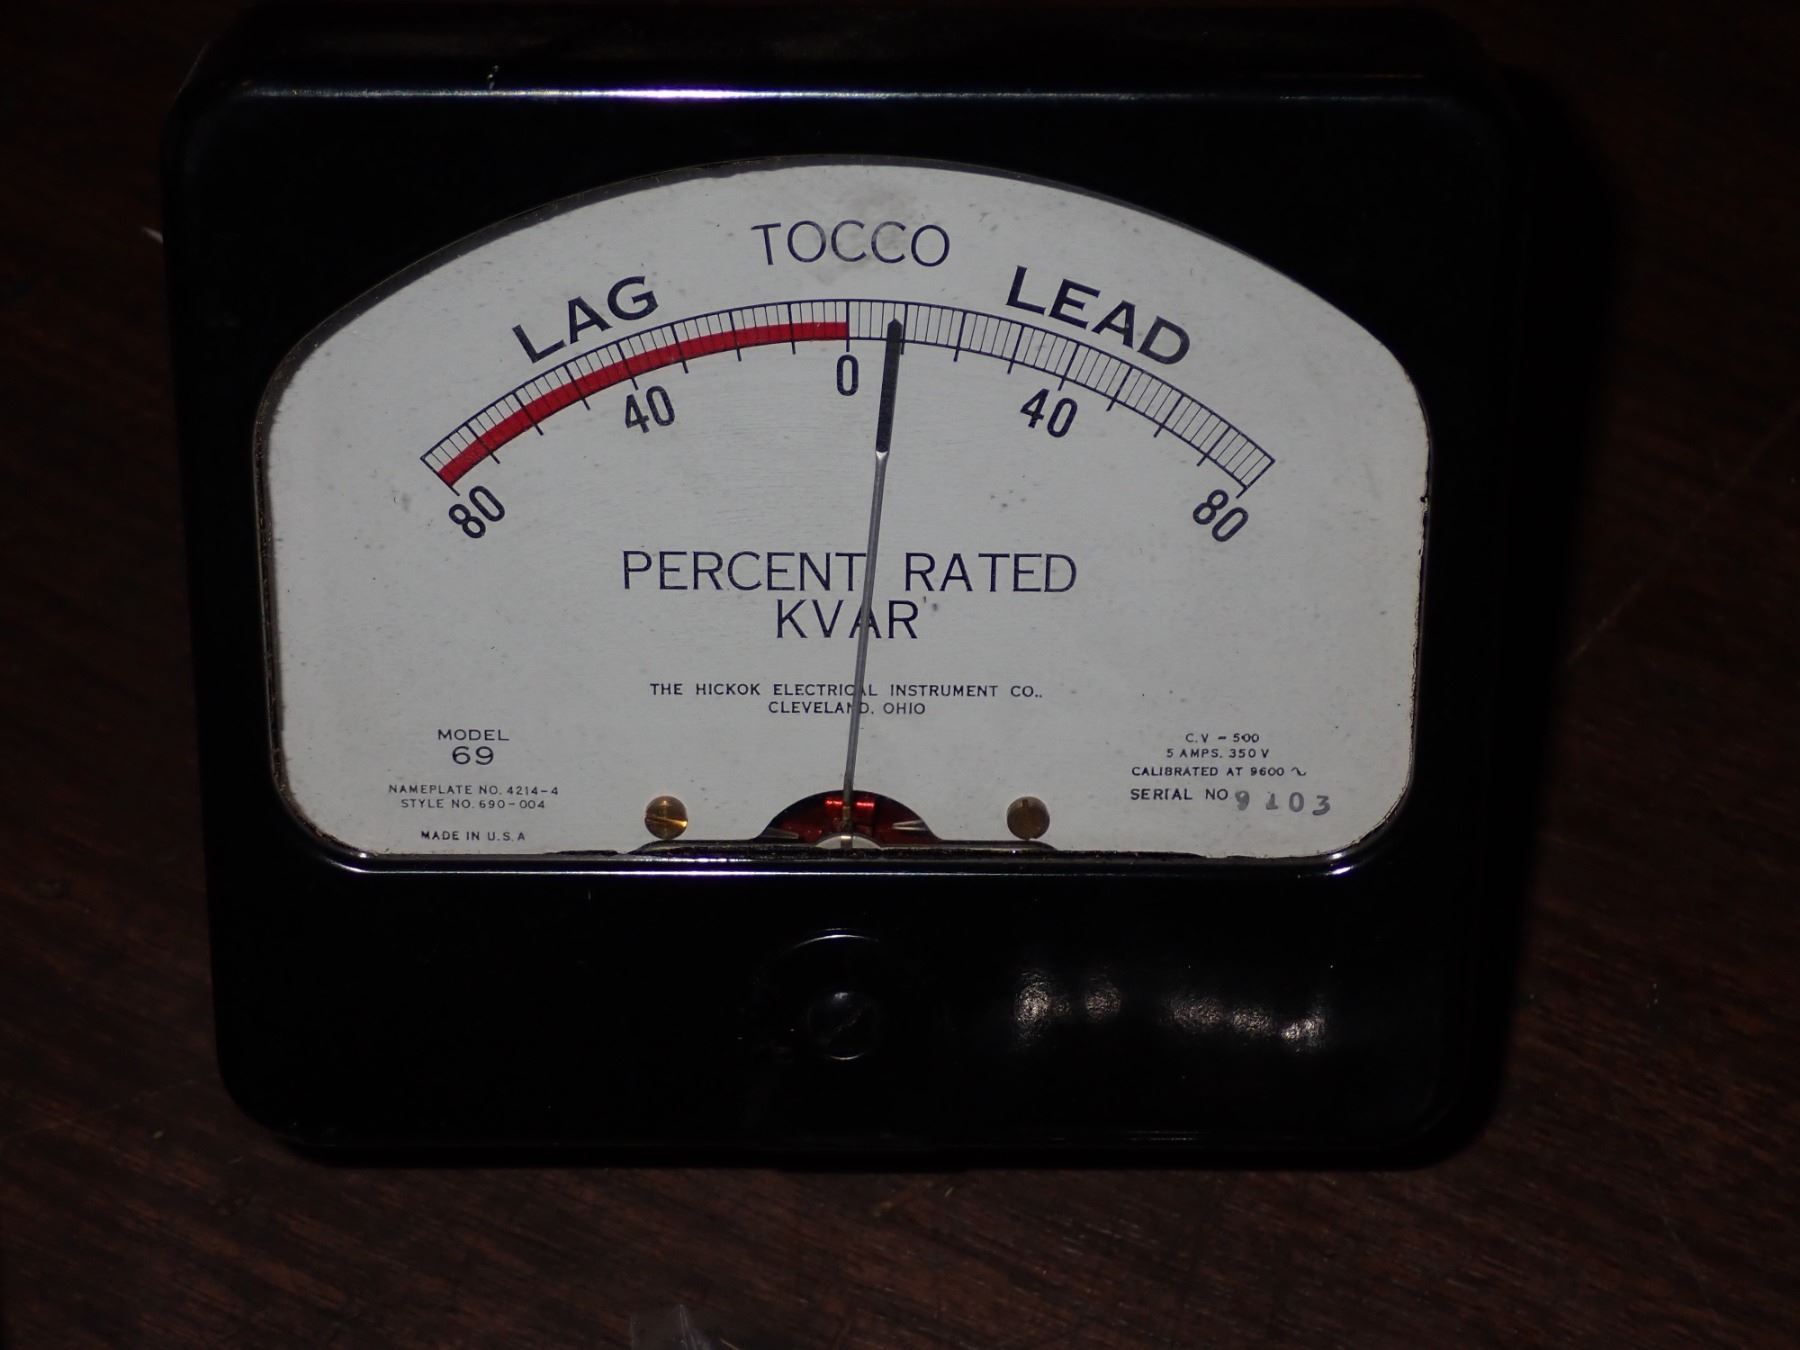 TOCCO
LAG
LEAD
80
40
0
40
80
PERCENT RATED
KVAR
THE HICKOK ELECTRICAL INSTRUMENT CO..
CLEVELAND, OHIO
MODEL
69
NAMEPLATE NO. 4214-4
STYLE NO. 690-004
MADE IN U.S.A
C.V - 500
5 AMPS. 350 V
CALIBRATED AT 9600 ~
SERIAL NO 9103